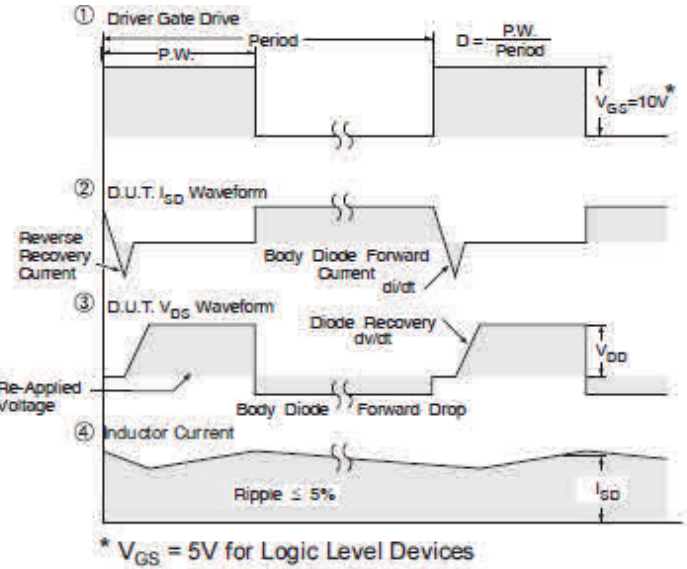 ① Driver Gate Drive
Period
P.W.
D = P.W.
Period
VGS=10V*
② D.U.T. ISD Waveform
Reverse
Recovery
Current
Body Diode Forward
Current
di/dt
③ D.U.T. VDS Waveform
Diode Recovery
dv/dt
VDD
Re-Applied
Voltage
Body Diode Forward Drop
④ Inductor Current
Ripple ≤ 5%
ISD
* VGS = 5V for Logic Level Devices